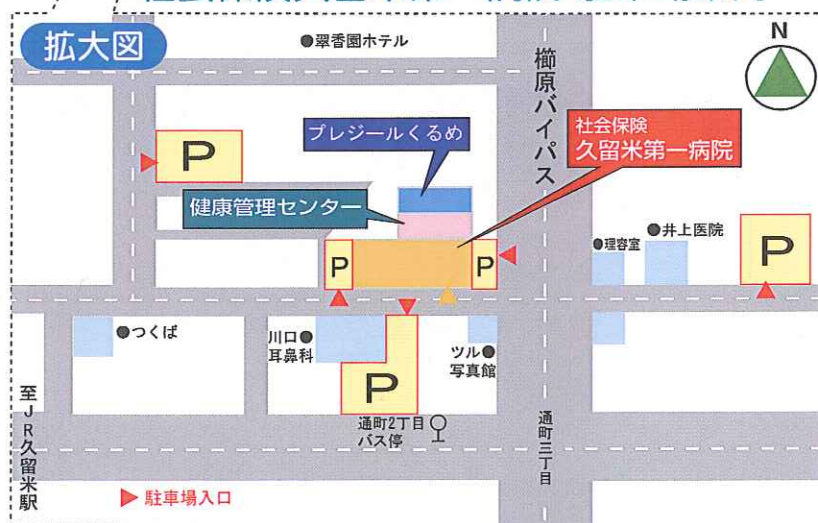 拡大図
●翠香園ホテル
N
櫛原バイパス
プレジールくるめ
社会保険
久留米第一病院
P
健康管理センター
●理容室
●井上医院
P
P
P
●つくば
川口●
耳鼻科
ツル●
写真館
P
通町2丁目
バス停
通町三丁目
至JR久留米駅
駐車場入口